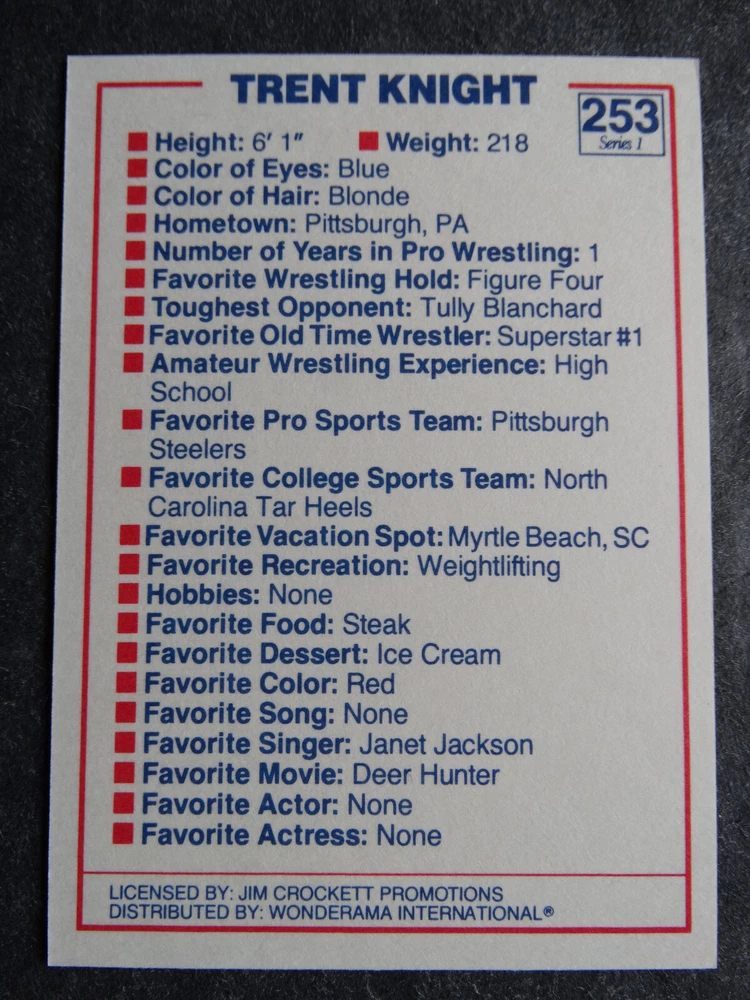 TRENT KNIGHT
253
Series 1
Height: 6' 1" Weight: 218
Color of Eyes: Blue
Color of Hair: Blonde
Hometown: Pittsburgh, PA
Number of Years in Pro Wrestling: 1
Favorite Wrestling Hold: Figure Four
Toughest Opponent: Tully Blanchard
Favorite Old Time Wrestler: Superstar #1
Amateur Wrestling Experience: High
School
Favorite Pro Sports Team: Pittsburgh
Steelers
Favorite College Sports Team: North
Carolina Tar Heels
Favorite Vacation Spot: Myrtle Beach, SC
Favorite Recreation: Weightlifting
Hobbies: None
Favorite Food: Steak
Favorite Dessert: Ice Cream
Favorite Color: Red
Favorite Song: None
Favorite Singer: Janet Jackson
Favorite Movie: Deer Hunter
Favorite Actor: None
Favorite Actress: None
LICENSED BY: JIM CROCKETT PROMOTIONS
DISTRIBUTED BY: WONDERAMA INTERNATIONAL®